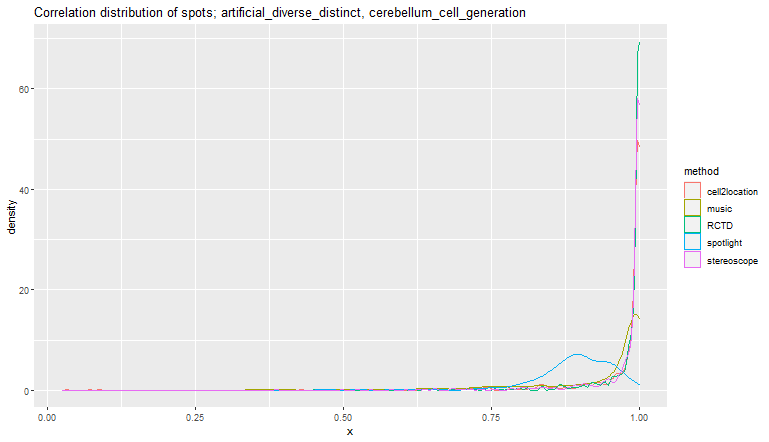 Correlation distribution of spots; artificial_diverse_distinct, cerebellum_cell_generation
density
60
40
20
0
0.00
0.25
0.50
0.75
1.00
x
method
cell2location
music
RCTD
spotlight
stereoscope